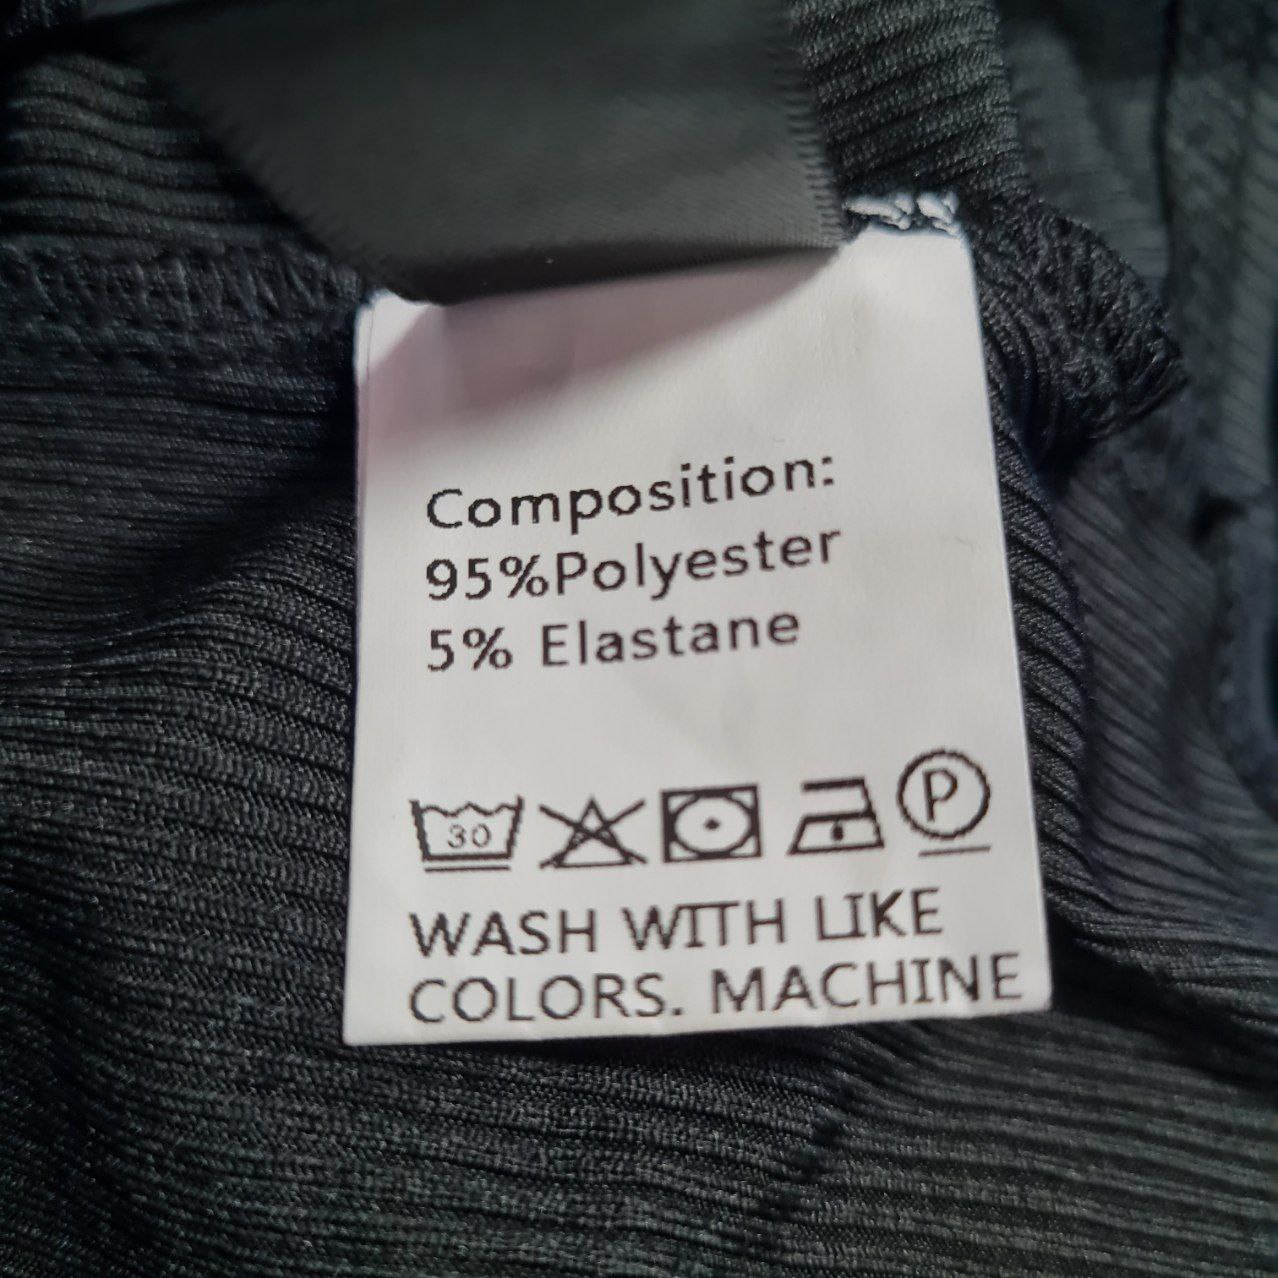 Composition:
95%Polyester
5% Elastane
30 P
WASH WITH LIKE
COLORS. MACHINE